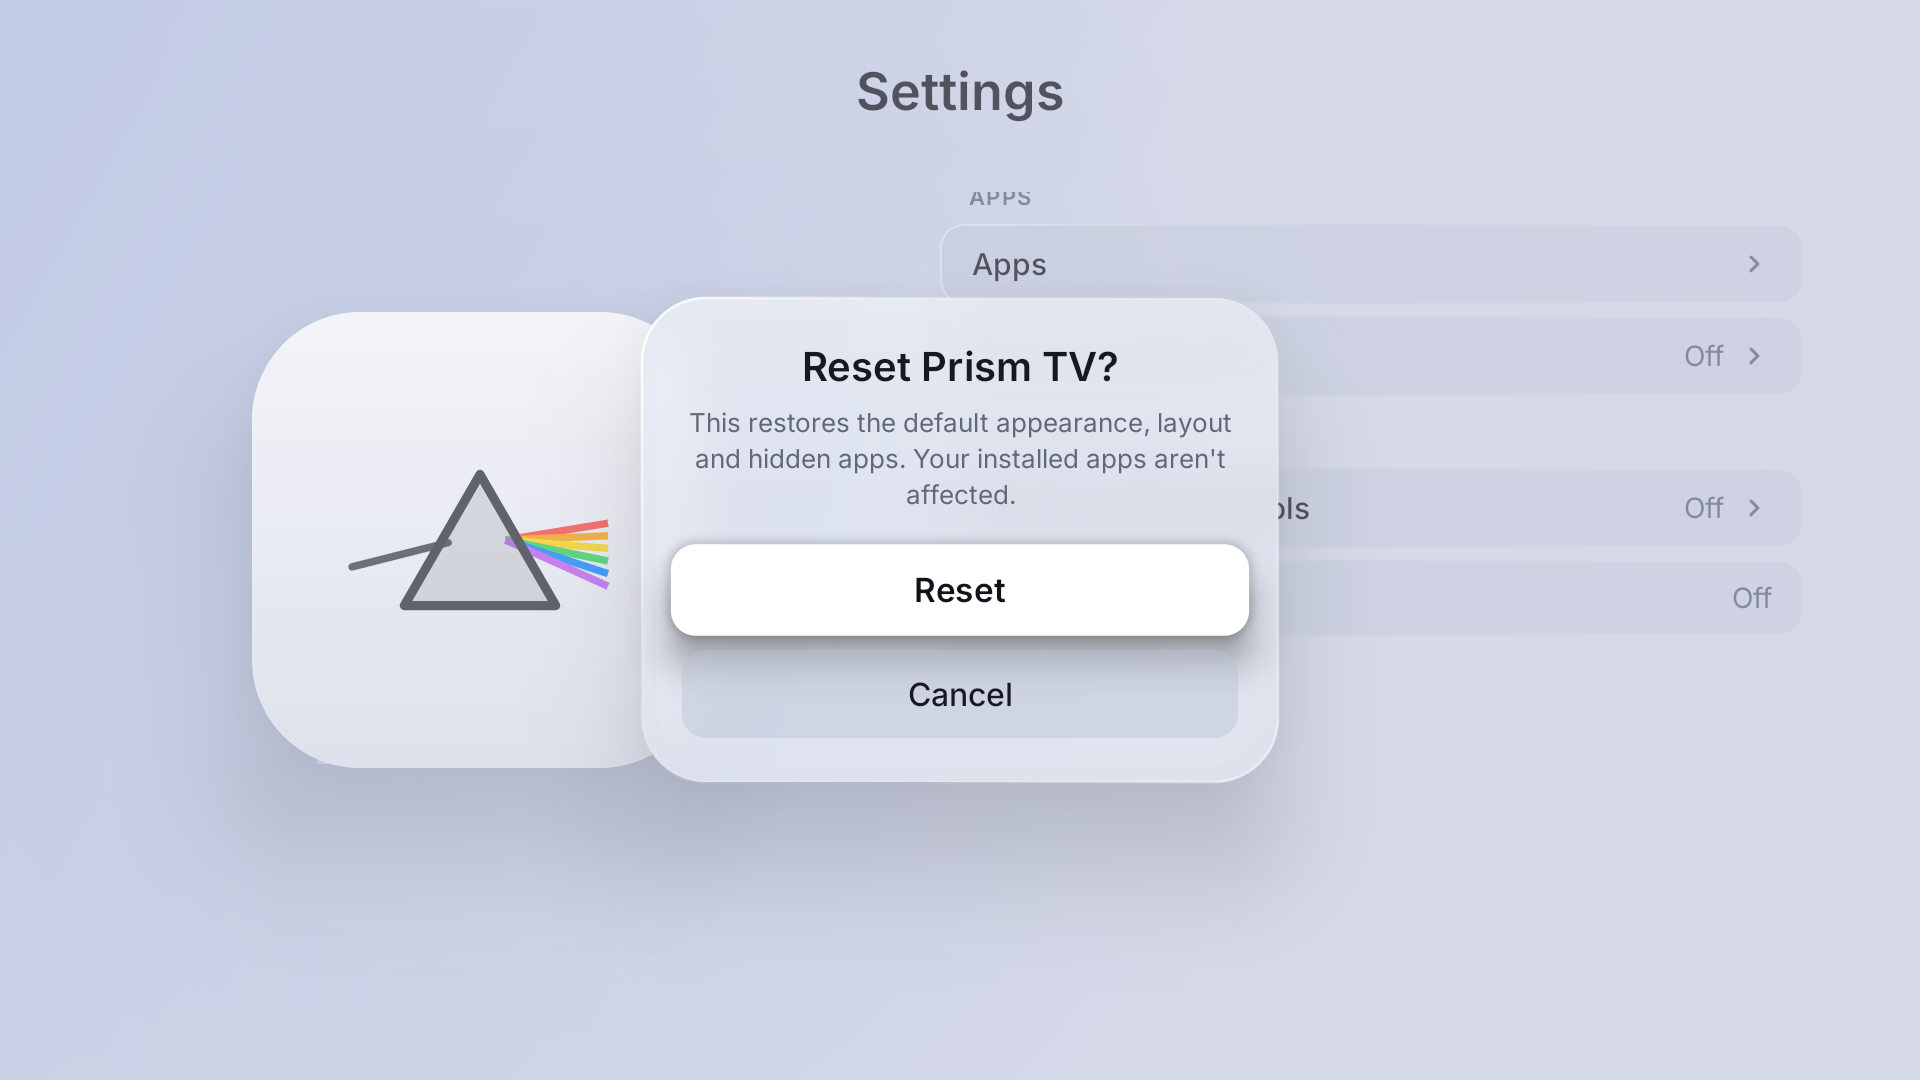 Settings
APPS
Apps
Off
Reset Prism TV?
This restores the default appearance, layout
and hidden apps. Your installed apps aren't
affected.
Off
Reset
Off
Cancel